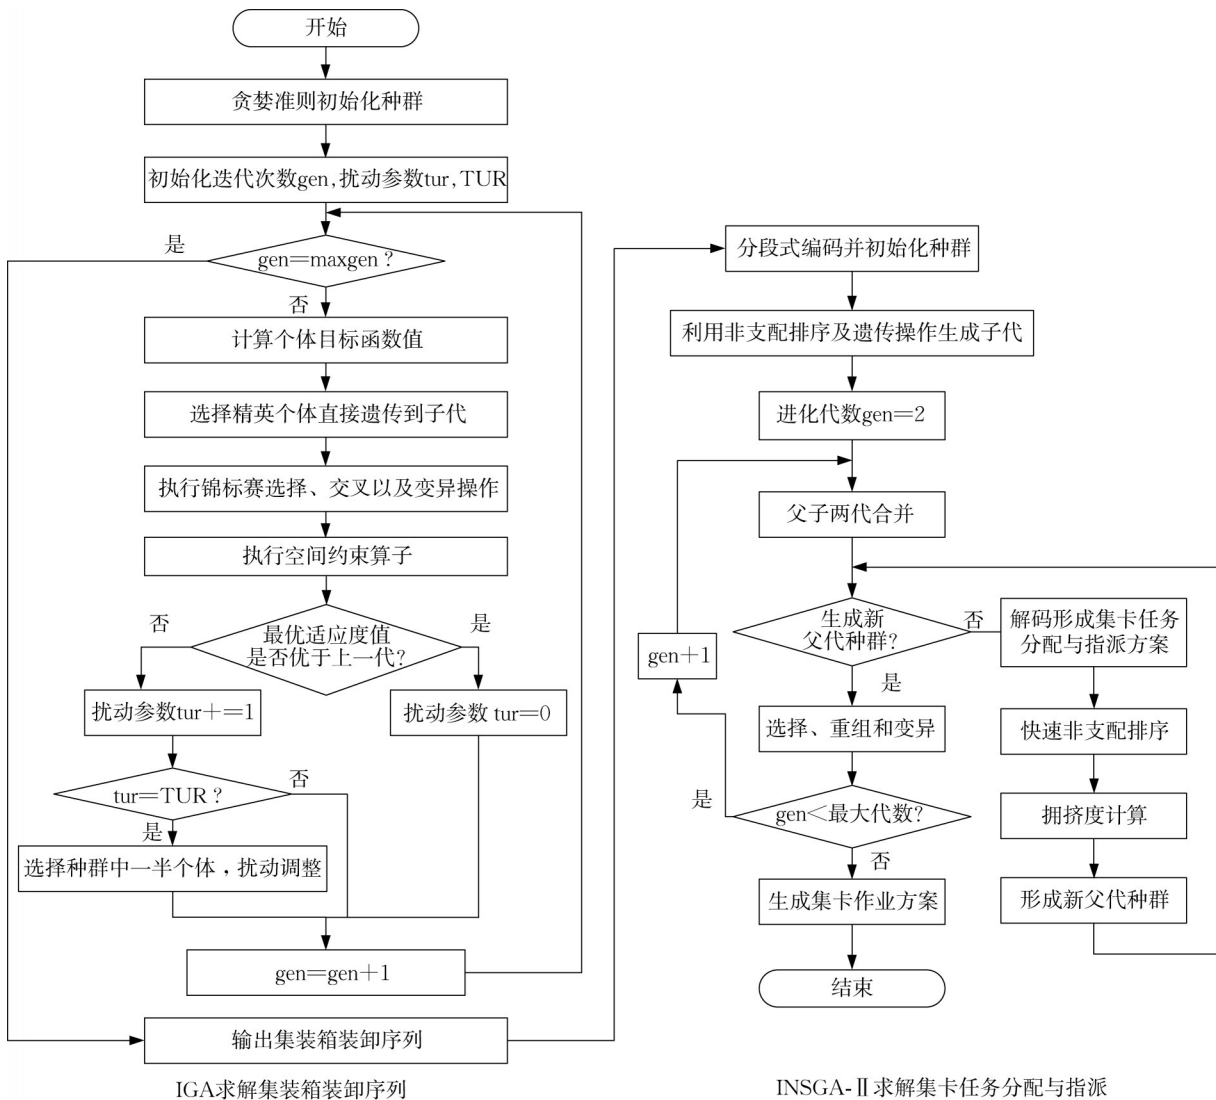 开始
贪婪准则初始化种群
初始化迭代次数gen,扰动参数tur,TUR
是
gen=maxgen？
否
计算个体目标函数值
选择精英个体直接遗传到子代
执行锦标赛选择、交叉以及变异操作
执行空间约束算子
否
最优适应度值
是否优于上一代?
是
扰动参数tur+=1
扰动参数 tur=0
tur=TUR？
否
是
选择种群中一半个体，扰动调整
gen=gen+1
输出集装箱装卸序列
IGA求解集装箱装卸序列
分段式编码并初始化种群
利用非支配排序及遗传操作生成子代
进化代数gen=2
父子两代合并
生成新
父代种群?
否
解码形成集卡任务
分配与指派方案
gen+1
是
选择、重组和变异
快速非支配排序
是
gen<最大代数?
拥挤度计算
否
生成集卡作业方案
形成新父代种群
结束
INSGA-Ⅱ求解集卡任务分配与指派